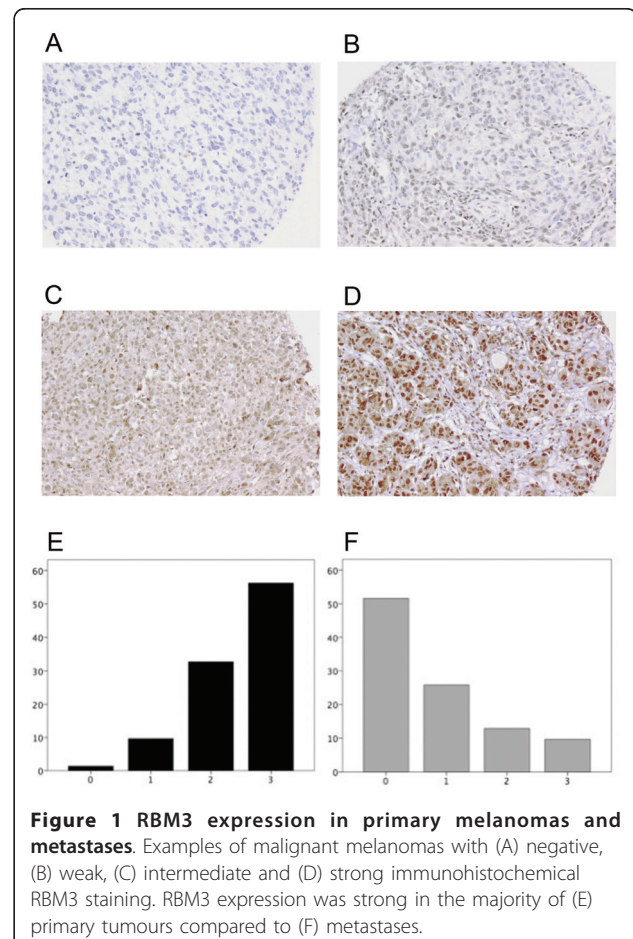 A
B
C
D
E
F
60
50
40
30
20
10
0
0 1 2 3
60
50
40
30
20
10
0
0 1 2 3
Figure 1 RBM3 expression in primary melanomas and
metastases. Examples of malignant melanomas with (A) negative,
(B) weak, (C) intermediate and (D) strong immunohistochemical
RBM3 staining. RBM3 expression was strong in the majority of (E)
primary tumours compared to (F) metastases.